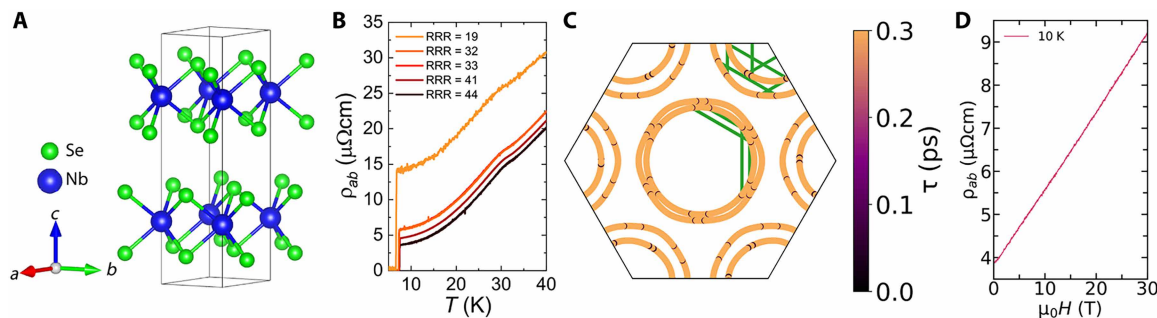 A
Se
Nb
c
a
b
B
RRR = 19
RRR = 32
RRR = 33
RRR = 41
RRR = 44
ρab (μΩcm)
35
30
25
20
15
10
5
0
10 20 30 40
T (K)
C
0.3
0.2
0.1
0.0
τ (ps)
D
10 K
ρab (μΩcm)
9
8
7
6
5
4
0 10 20 30
μ0H (T)